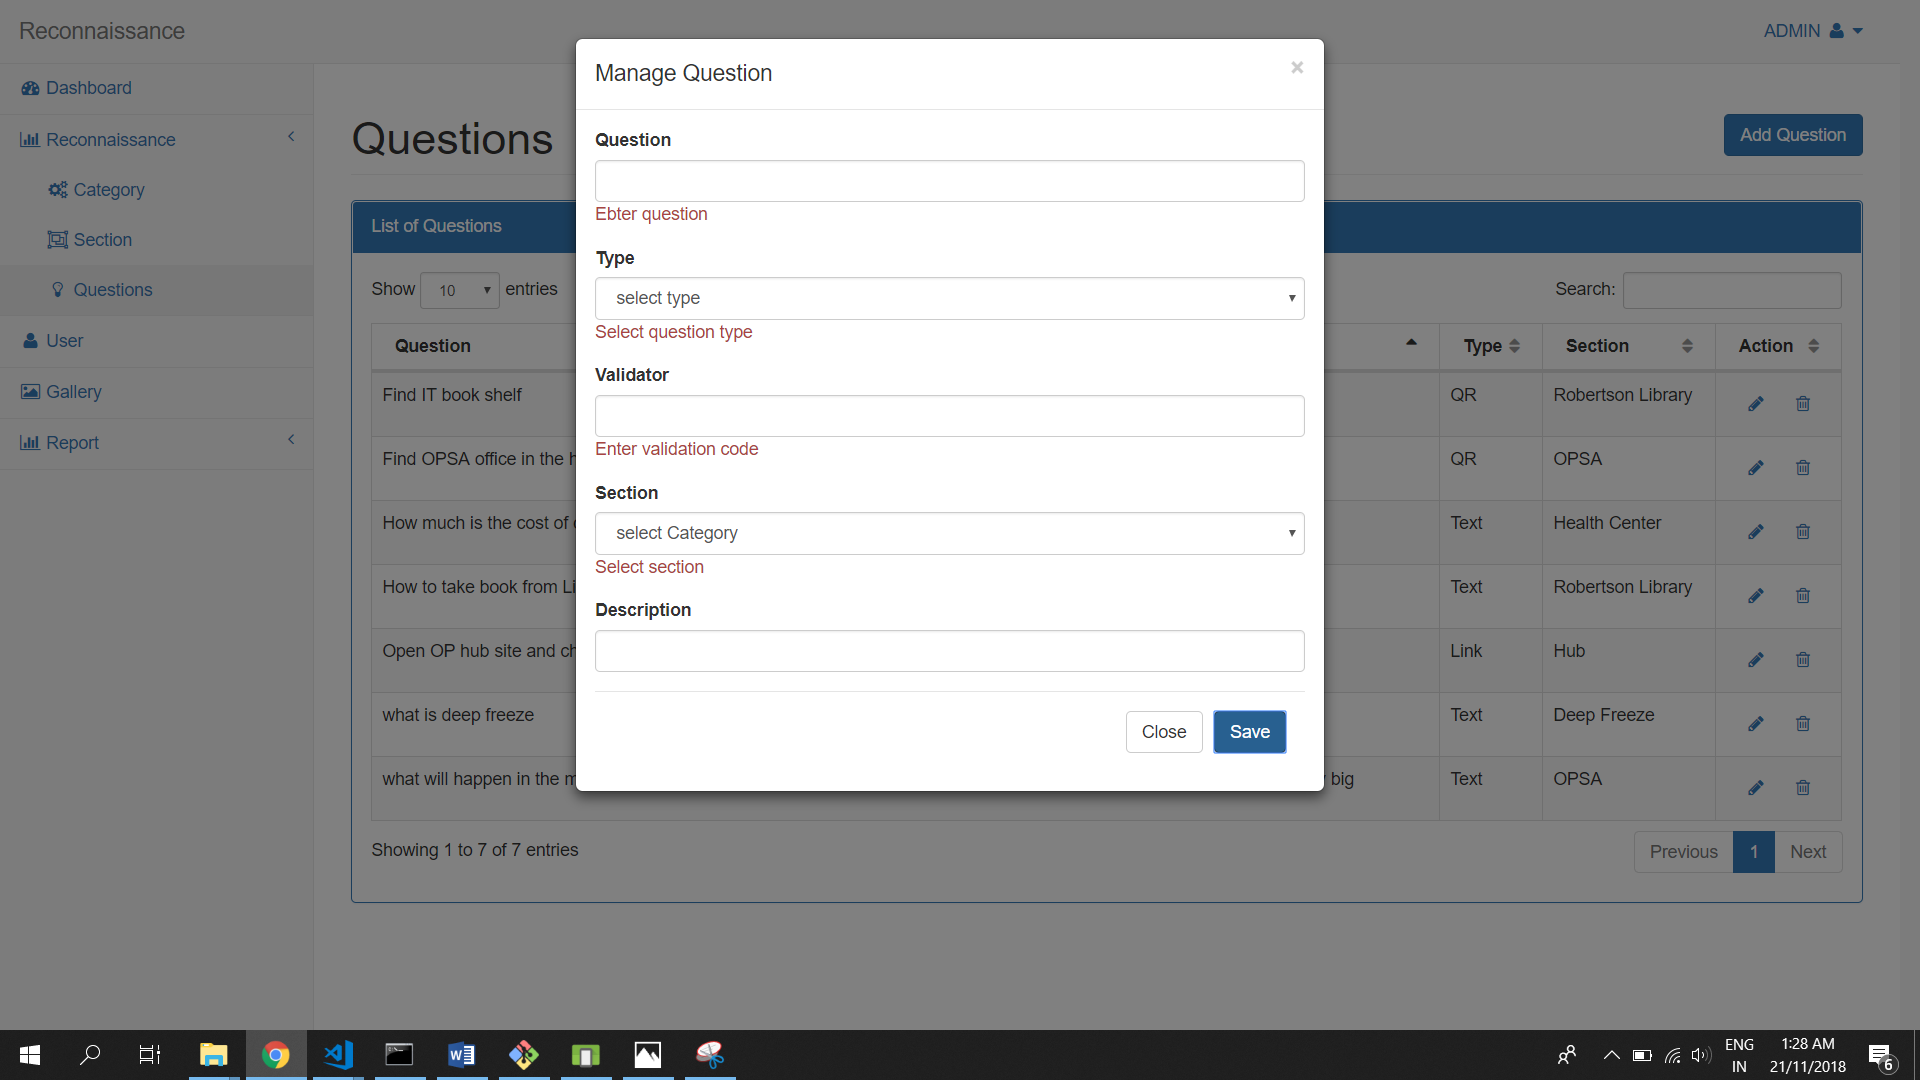 Reconnaissance
ADMIN
Dashboard
Reconnaissance
Category
Section
Questions
User
Gallery
Report
Questions
Add Question
List of Questions
Show 10 entries
Search:
Question Type Section Action
Find IT book shelf QR Robertson Library
Find OPSA office in the h QR OPSA
How much is the cost of Text Health Center
How to take book from Li Text Robertson Library
Open OP hub site and ch Link Hub
what is deep freeze Text Deep Freeze
what will happen in the m big Text OPSA
Showing 1 to 7 of 7 entries
Previous 1 Next
Manage Question
×
Question
Ebter question
Type
select type
Select question type
Validator
Enter validation code
Section
select Category
Select section
Description
Close Save
ENG
IN
1:28 AM
21/11/2018
6